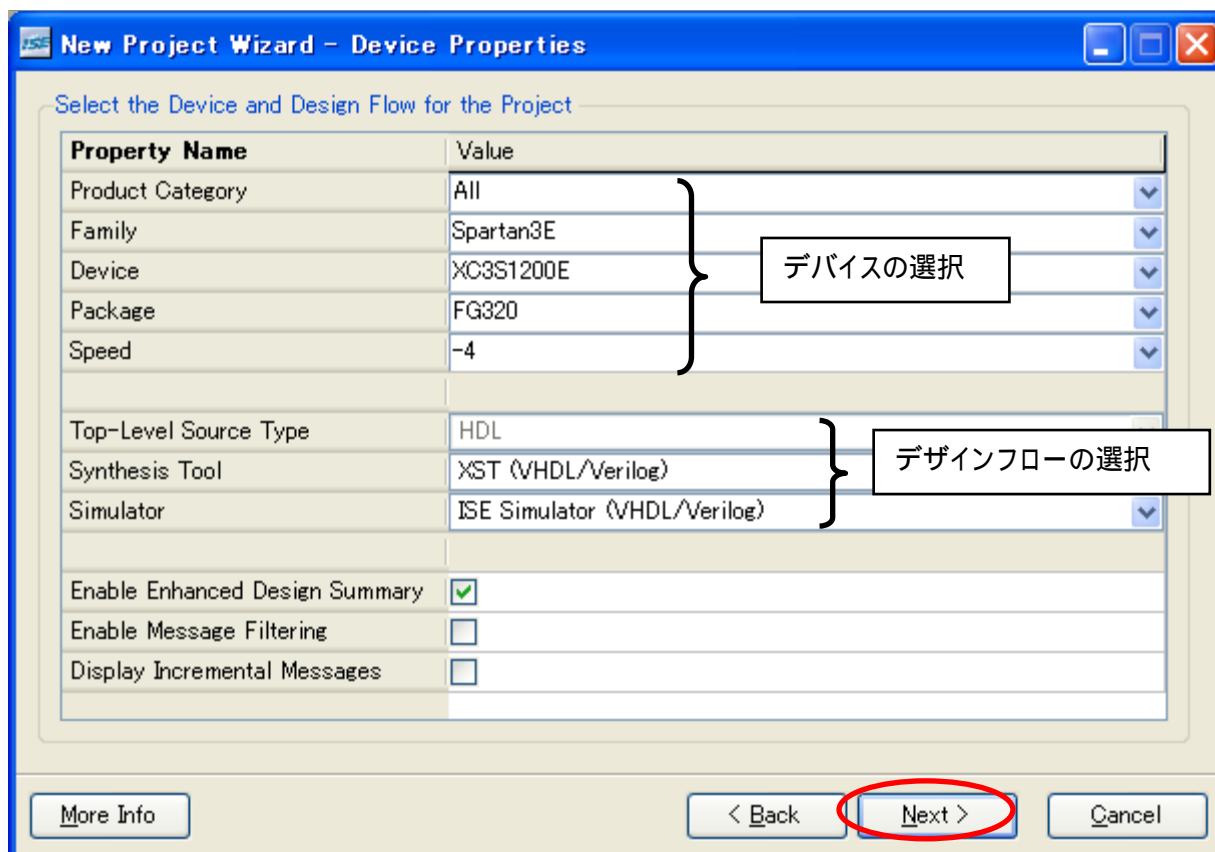 ISE New Project Wizard - Device Properties
Select the Device and Design Flow for the Project
Property Name Value
Product Category All
Family Spartan3E
Device XC3S1200E
デバイスの選択
Package FG320
Speed -4
Top-Level Source Type HDL
デザインフローの選択
Synthesis Tool XST (VHDL/Verilog)
Simulator ISE Simulator (VHDL/Verilog)
Enable Enhanced Design Summary
Enable Message Filtering
Display Incremental Messages
More Info < Back Next > Cancel